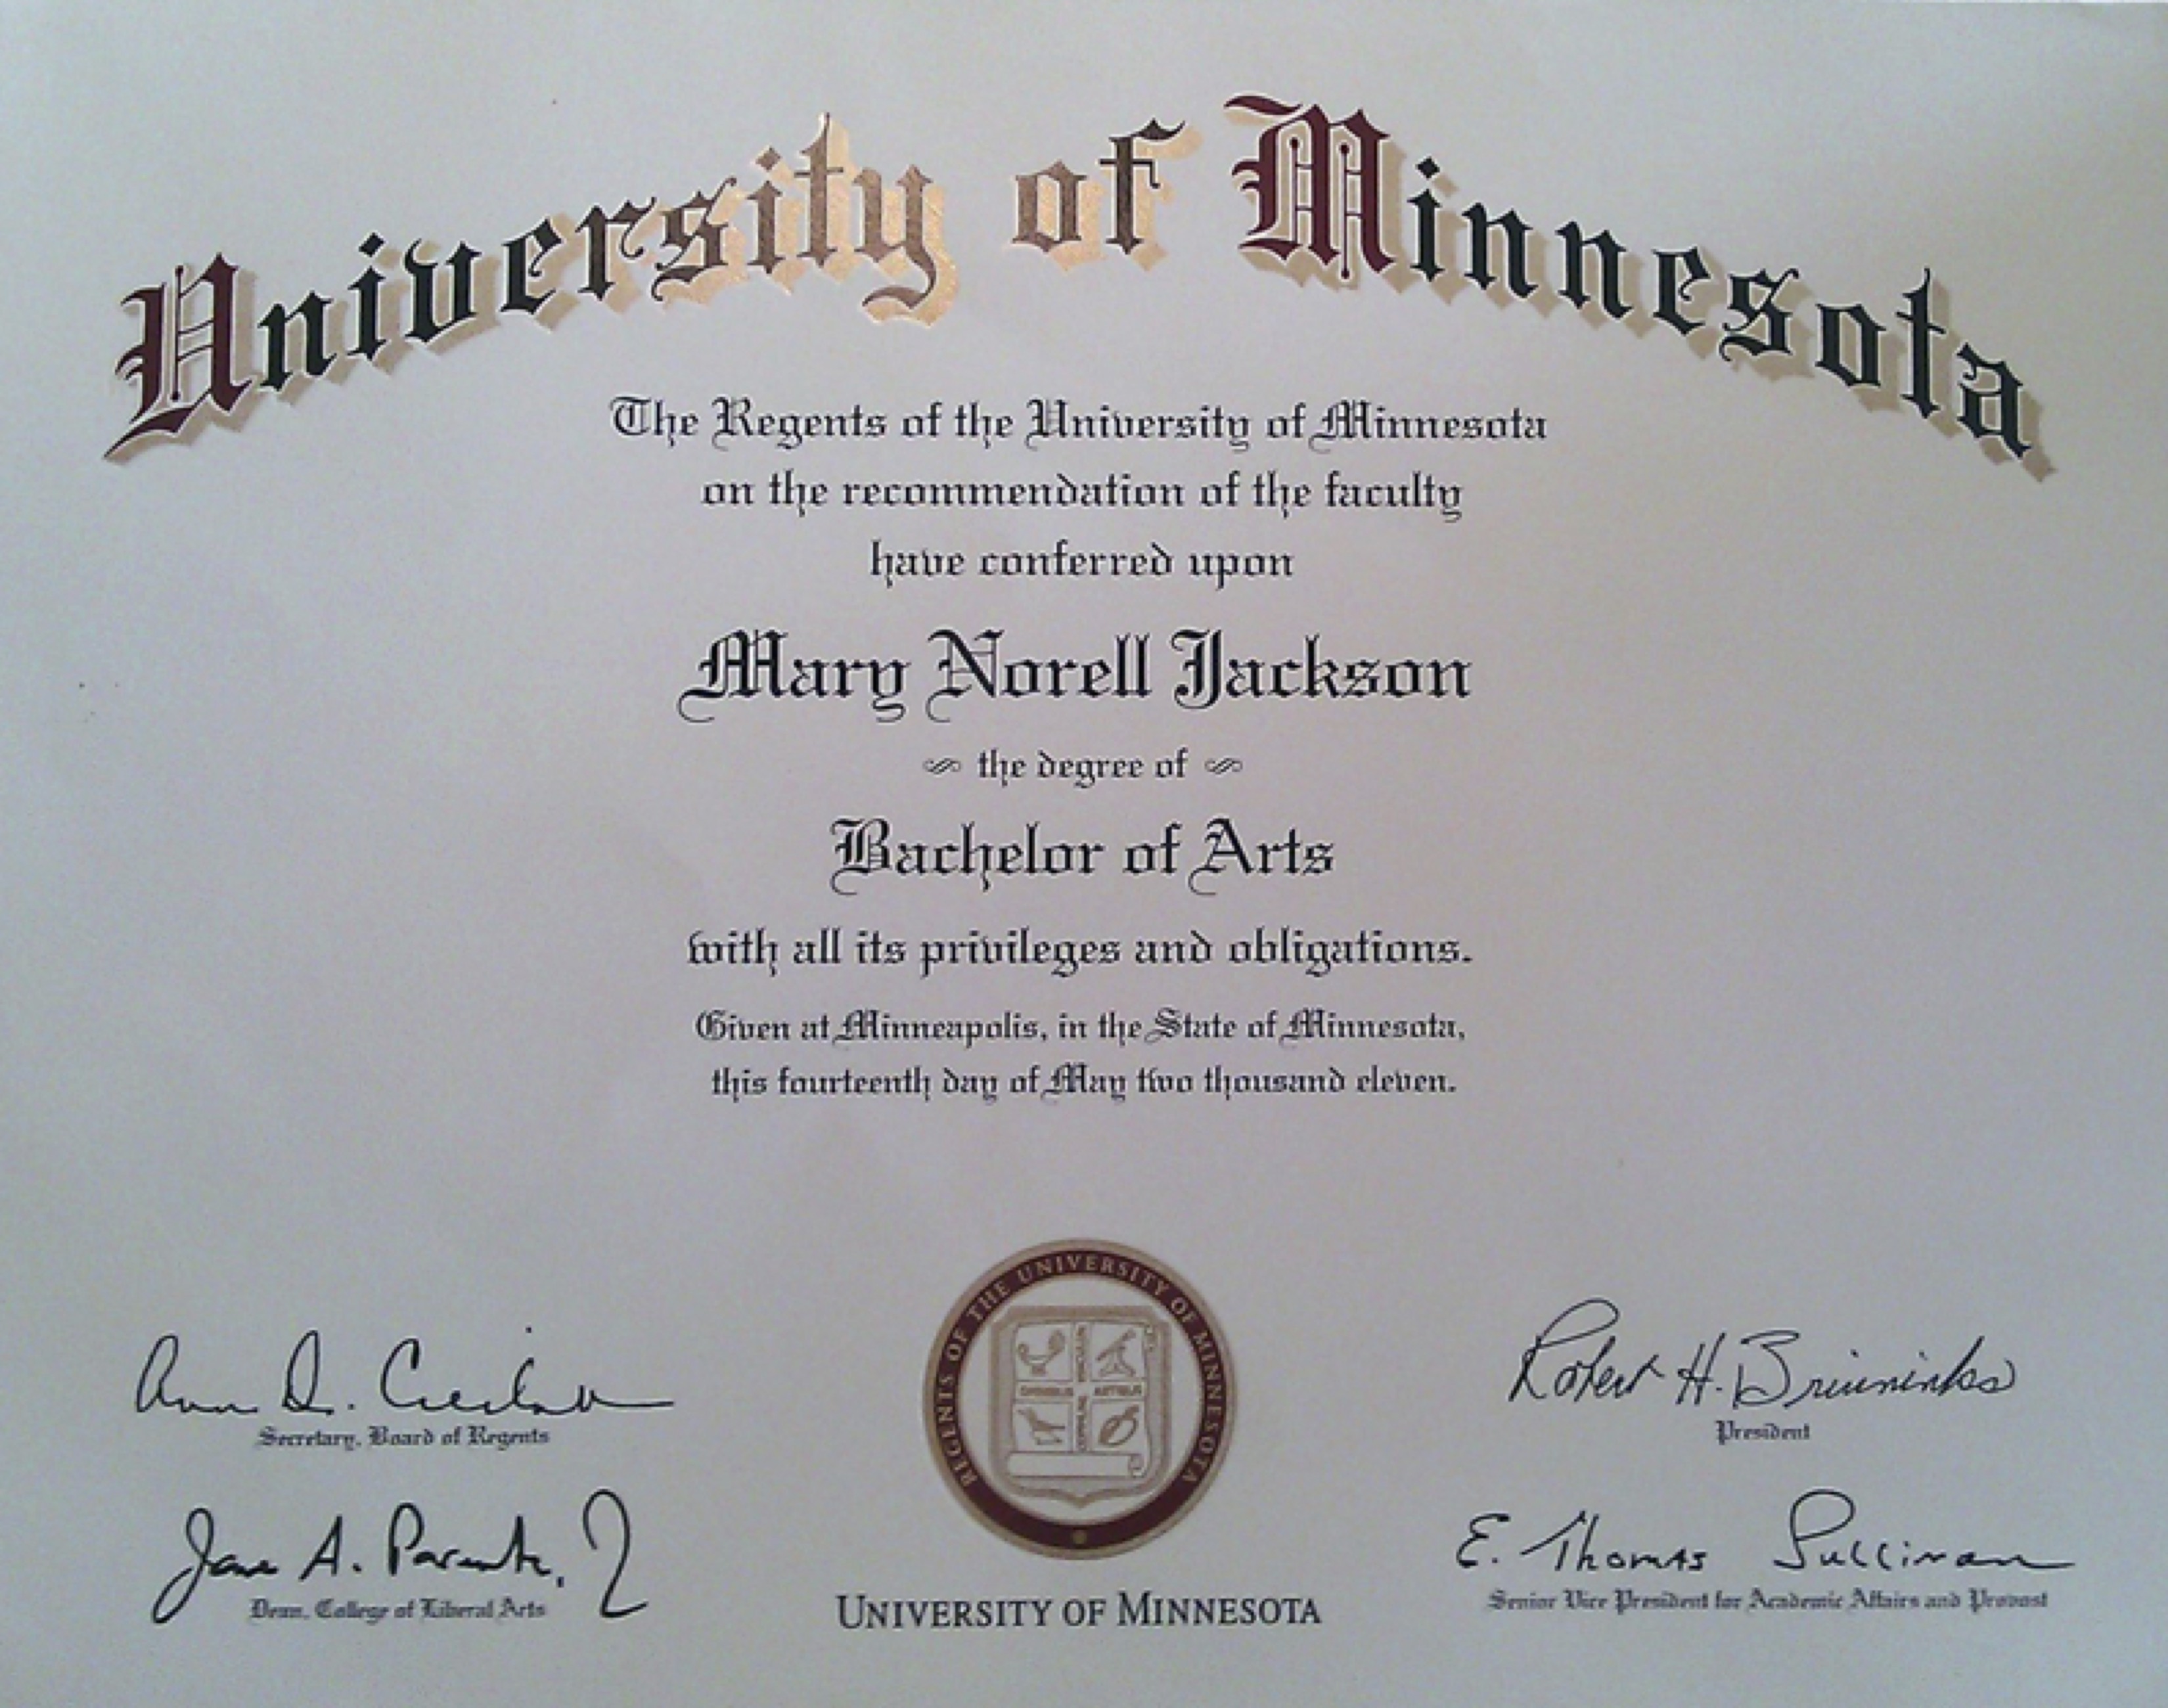 University of Minnesota
The Regents of the University of Minnesota
on the recommendation of the faculty
have conferred upon
Mary Norell Jackson
the degree of
Bachelor of Arts
with all its privileges and obligations.
Given at Minneapolis, in the State of Minnesota,
this fourteenth day of May two thousand eleven.
Ann D. Cieslak
Secretary, Board of Regents
Robert H. Bruininks
President
James A. Parente, Jr.
Dean, College of Liberal Arts
E. Thomas Sullivan
Senior Vice President for Academic Affairs and Provost
REGENTS OF THE UNIVERSITY OF MINNESOTA
OMNIBUS ARTIBUS
COMMUNE VINCULUM
UNIVERSITY OF MINNESOTA